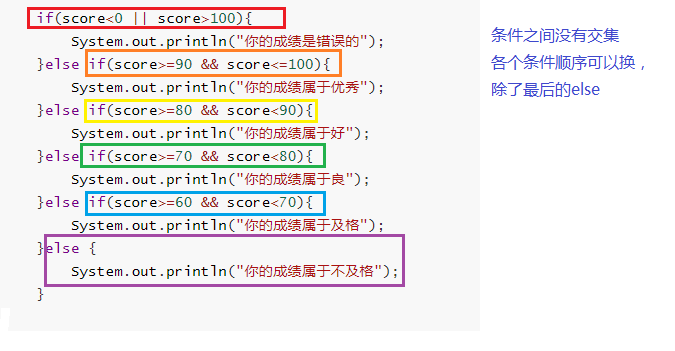 if(score<0 || score>100){
System.out.println("你的成绩是错误的");
}else if(score>=90 && score<=100){
System.out.println("你的成绩属于优秀");
}else if(score>=80 && score<90){
System.out.println("你的成绩属于好");
}else if(score>=70 && score<80){
System.out.println("你的成绩属于良");
}else if(score>=60 && score<70){
System.out.println("你的成绩属于及格");
}else {
System.out.println("你的成绩属于不及格");
}
条件之间没有交集
各个条件顺序可以换，
除了最后的else